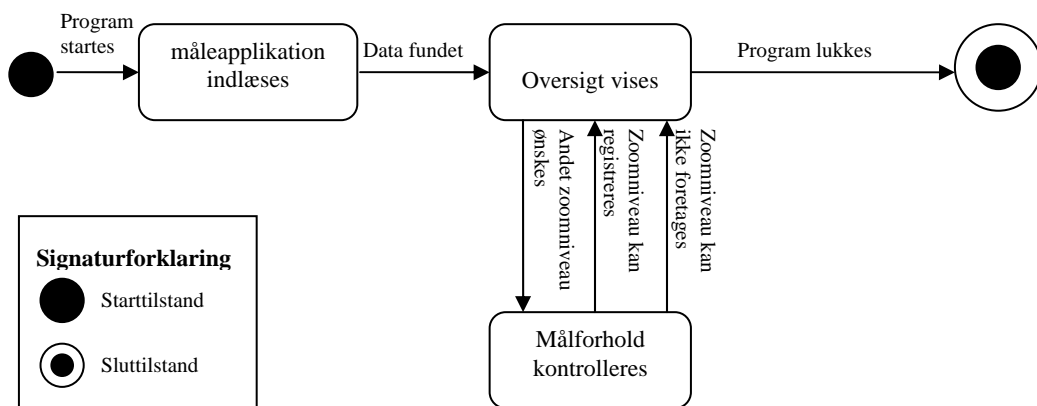 Program
startes
måleapplikation
indlæses
Data fundet
Oversigt vises
Program lukkes
Andet zoomniveau
ønskes
Zoomniveau kan
registreres
Zoomniveau kan
ikke foretages
Målforhold
kontrolleres
Signaturforklaring
Starttilstand
Sluttilstand